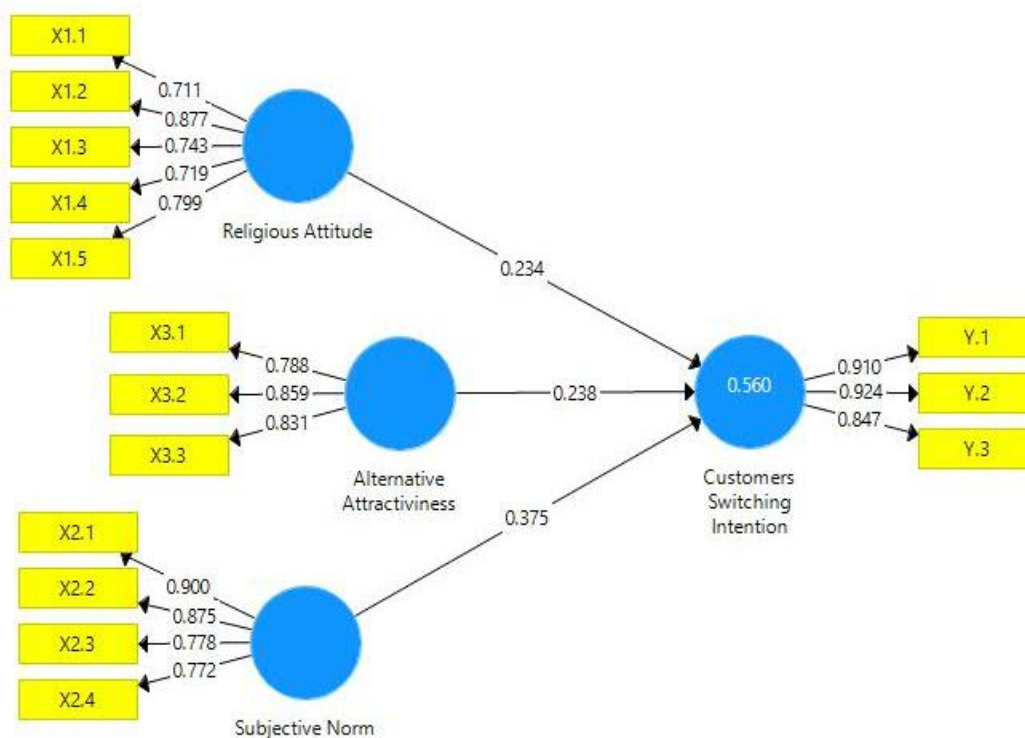 X1.1
X1.2
X1.3
X1.4
X1.5
0.711
0.877
0.743
0.719
0.799
Religious Attitude
0.234
X3.1
X3.2
X3.3
0.788
0.859
0.831
Alternative
Attractiviness
0.238
X2.1
X2.2
X2.3
X2.4
0.900
0.875
0.778
0.772
Subjective Norm
0.375
0.560
Customers
Switching
Intention
0.910
0.924
0.847
Y.1
Y.2
Y.3